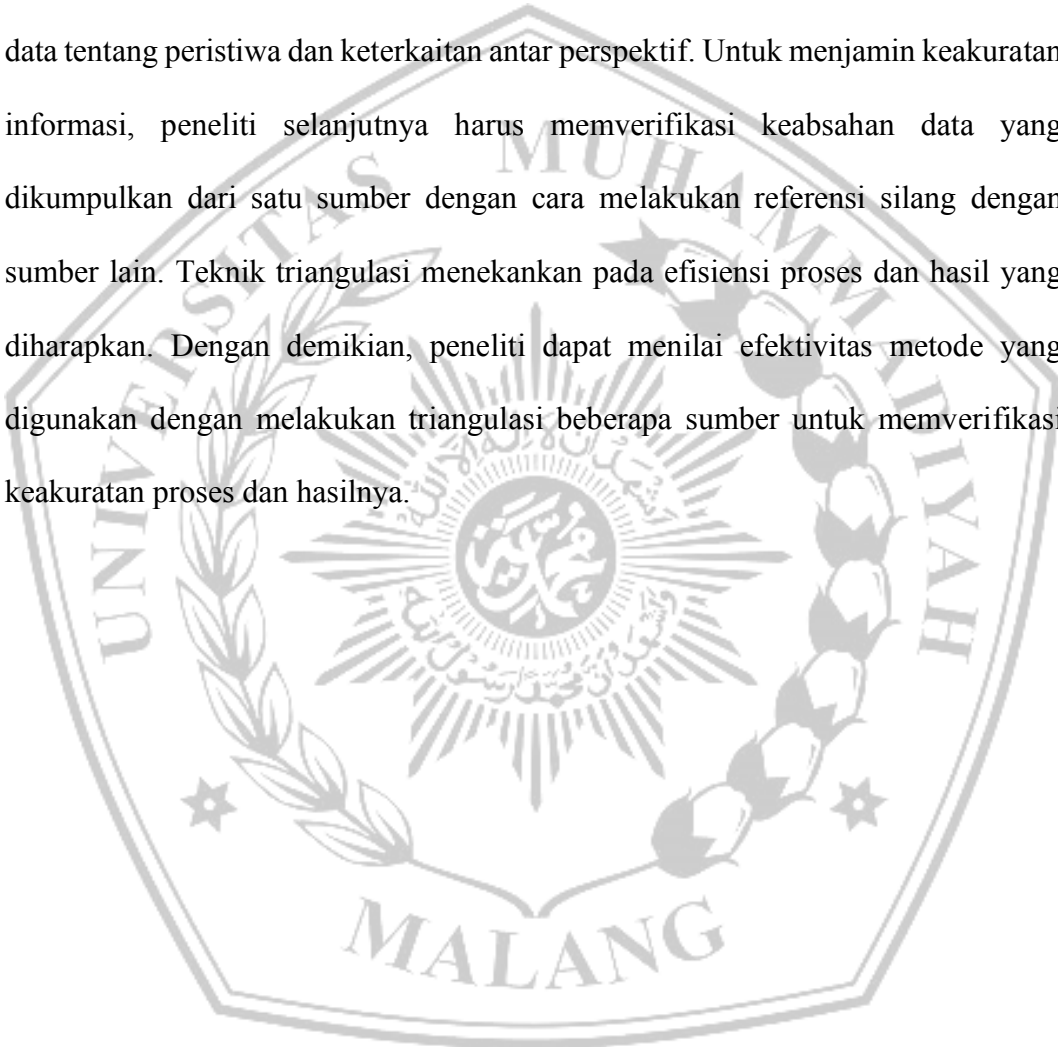 data tentang peristiwa dan keterkaitan antar perspektif. Untuk menjamin keakuratan
informasi, peneliti selanjutnya harus memverifikasi keabsahan data yang
dikumpulkan dari satu sumber dengan cara melakukan referensi silang dengan
sumber lain. Teknik triangulasi menekankan pada efisiensi proses dan hasil yang
diharapkan. Dengan demikian, peneliti dapat menilai efektivitas metode yang
digunakan dengan melakukan triangulasi beberapa sumber untuk memverifikasi
keakuratan proses dan hasilnya.
UNIVERSITAS MUHAMMADIYAH
MALANG